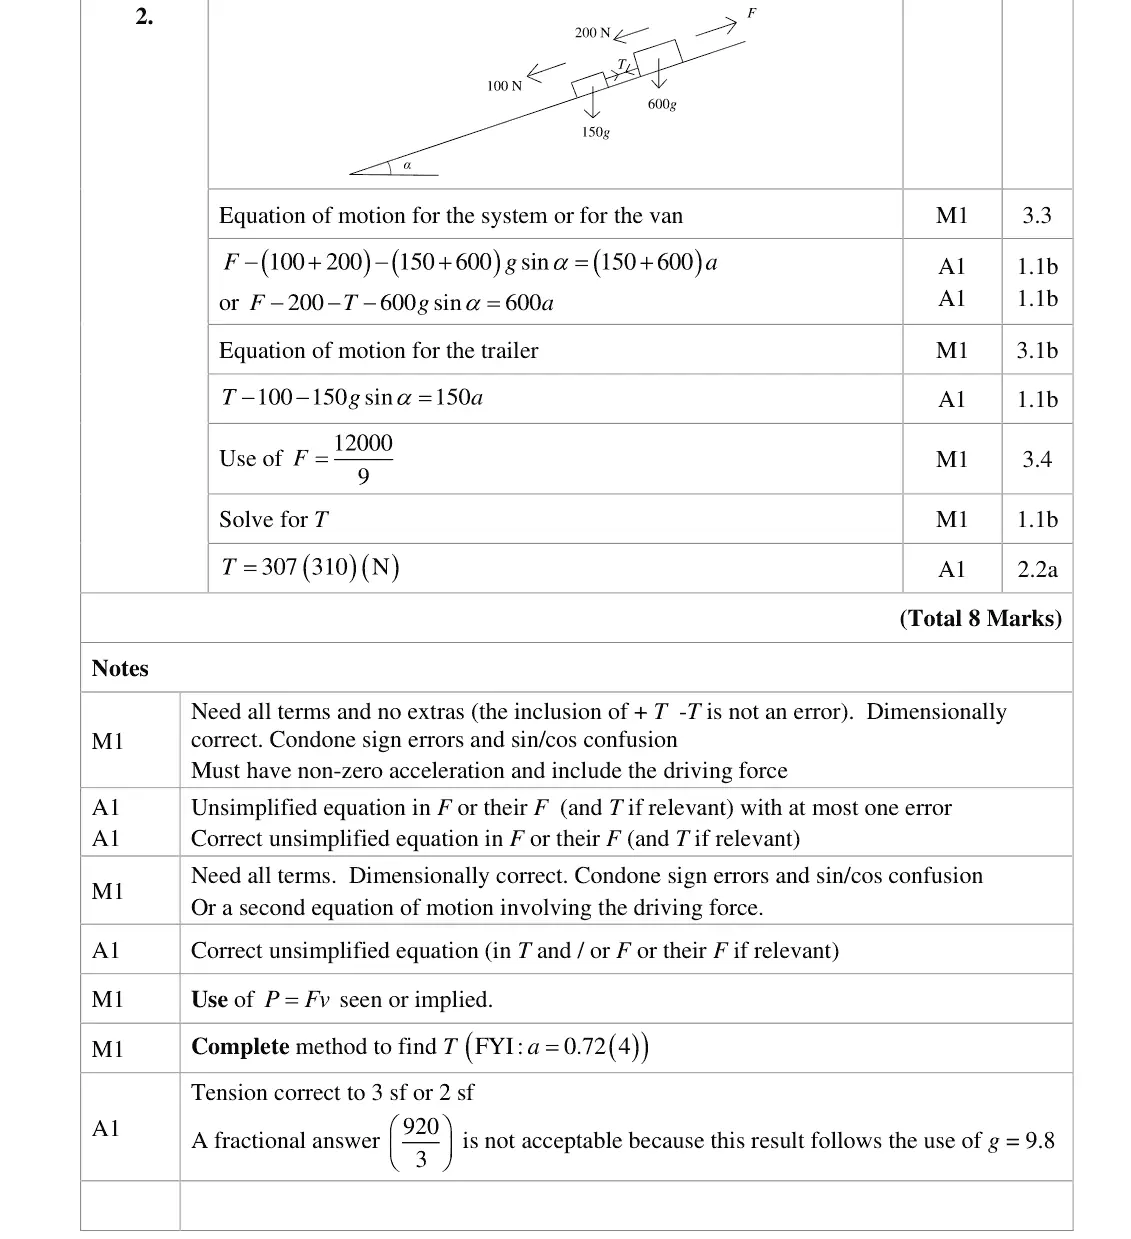 2.
F
200 N
T
100 N
600g
150g
α
Equation of motion for the system or for the van M1 3.3
F − (100 + 200) − (150 + 600) g sin α = (150 + 600) a A1 1.1b
or F − 200 − T − 600g sin α = 600a A1 1.1b
Equation of motion for the trailer M1 3.1b
T − 100 − 150g sin α = 150a A1 1.1b
Use of F = 12000/9 M1 3.4
Solve for T M1 1.1b
T = 307 (310) (N) A1 2.2a
(Total 8 Marks)
Notes
M1 Need all terms and no extras (the inclusion of + T -T is not an error). Dimensionally
correct. Condone sign errors and sin/cos confusion
Must have non-zero acceleration and include the driving force
A1 Unsimplified equation in F or their F (and T if relevant) with at most one error
A1 Correct unsimplified equation in F or their F (and T if relevant)
M1 Need all terms. Dimensionally correct. Condone sign errors and sin/cos confusion
Or a second equation of motion involving the driving force.
A1 Correct unsimplified equation (in T and / or F or their F if relevant)
M1 Use of P = Fv seen or implied.
M1 Complete method to find T (FYI: a = 0.72(4))
A1 Tension correct to 3 sf or 2 sf
A fractional answer (920/3) is not acceptable because this result follows the use of g = 9.8